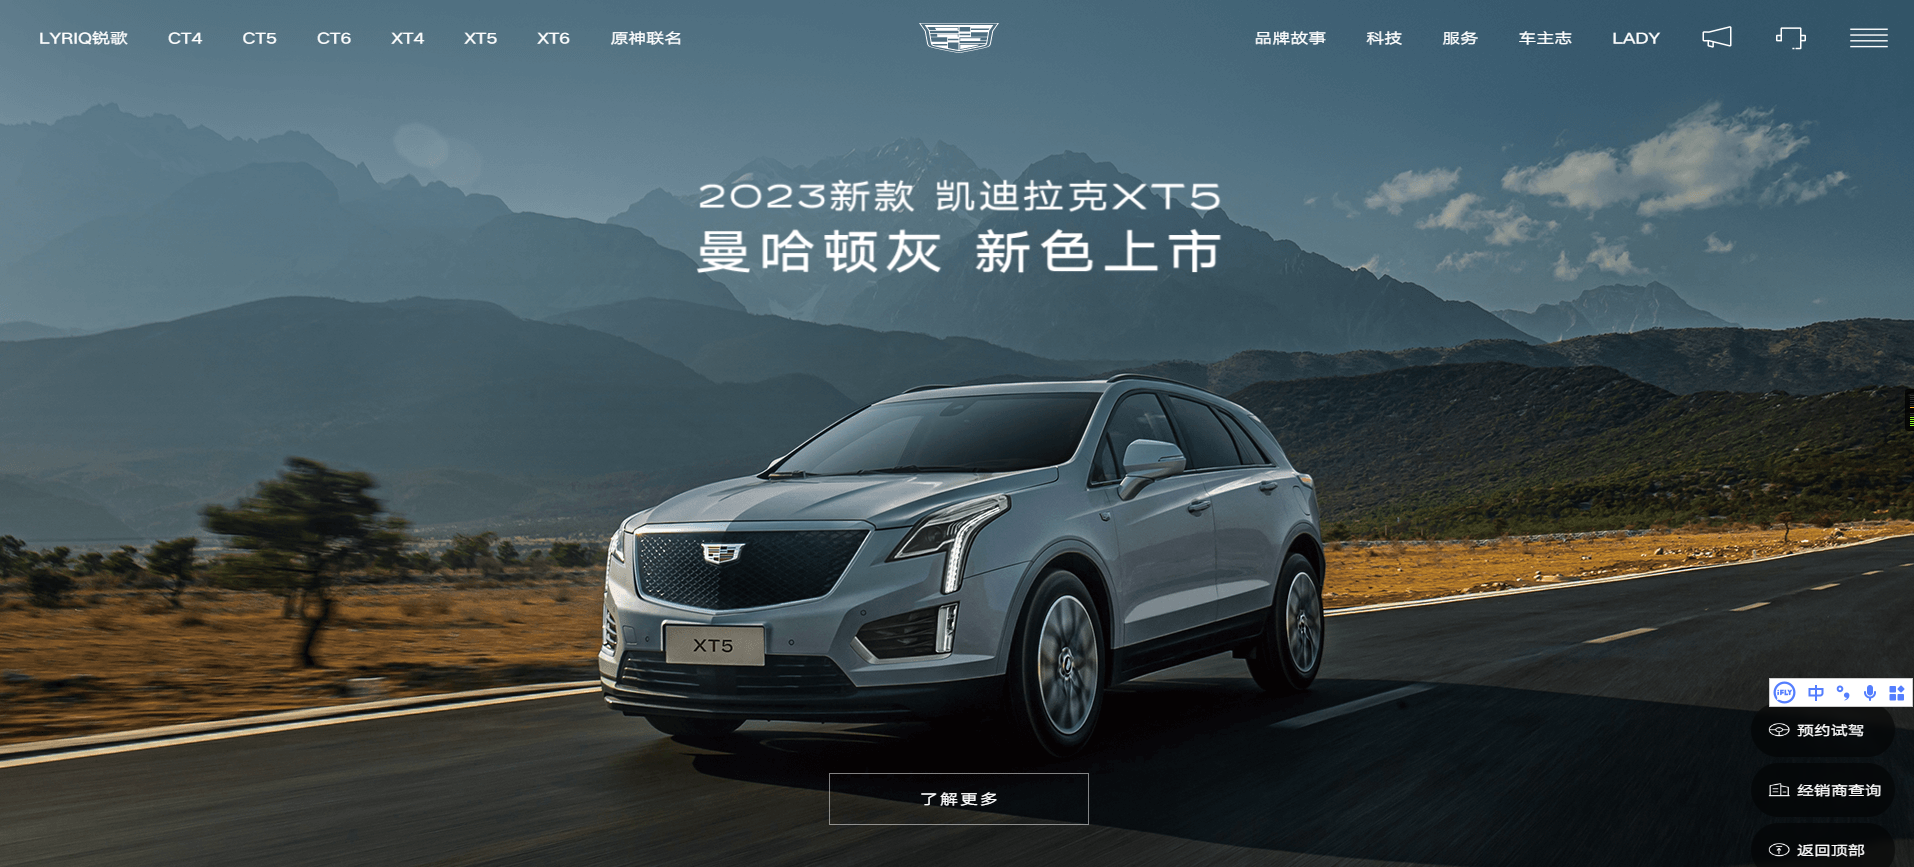 LYRIQ锐歌 CT4 CT5 CT6 XT4 XT5 XT6 原神联名 品牌故事 科技 服务 车主志 LADY
2023新款 凯迪拉克XT5
曼哈顿灰 新色上市
XT5
iFLY 中
预约试驾
了解更多
经销商查询
返回顶部